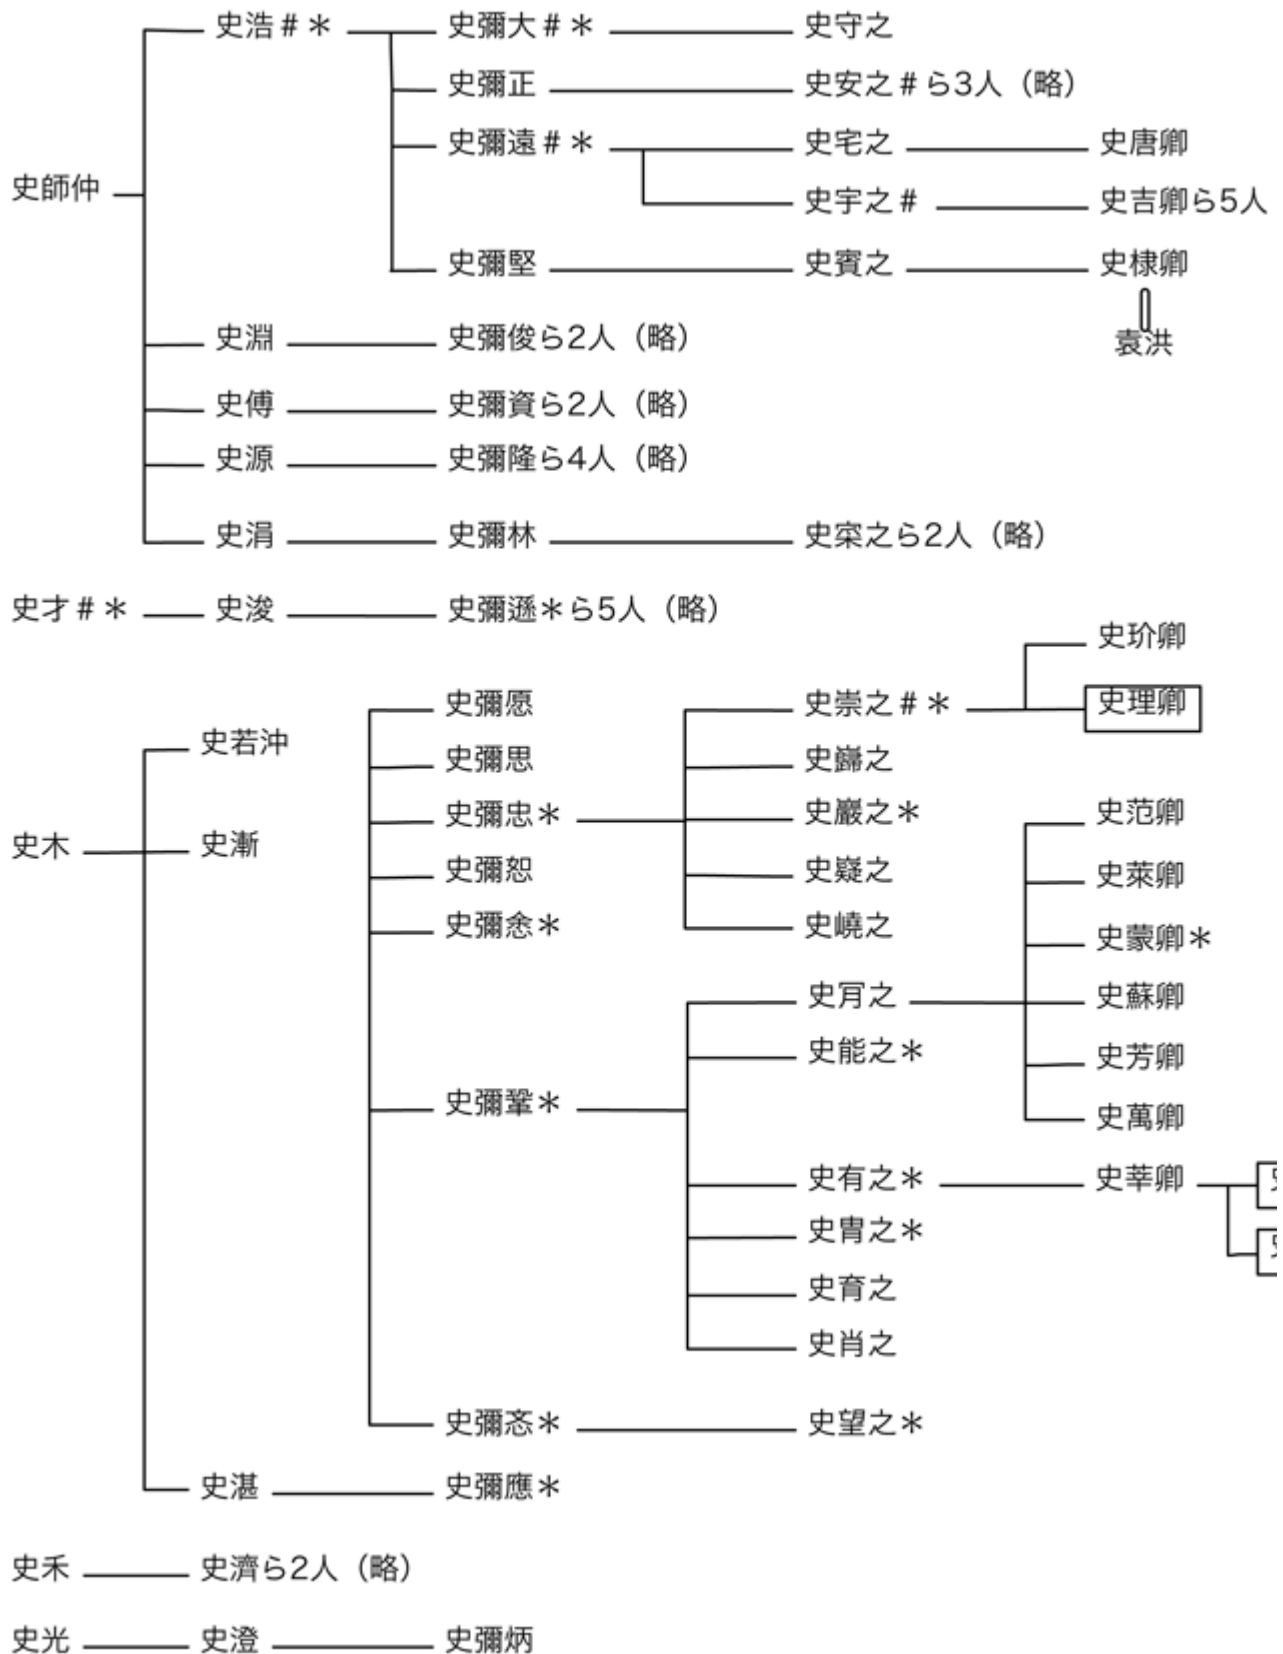 史浩＃＊ 史彌大＃＊ 史守之
史彌正 史安之＃ら3人（略）
史彌遠＃＊ 史宅之 史唐卿
史師仲 史宇之＃ 史吉卿ら5人
史彌堅 史賓之 史棣卿
史淵 史彌俊ら2人（略） 袁洪
史傅 史彌資ら2人（略）
史源 史彌隆ら4人（略）
史涓 史彌林 史宲之ら2人（略）
史才＃＊ 史浚 史彌遜＊ら5人（略）
史玠卿
史彌愿 史崇之＃＊ 史理卿
史若沖 史彌思 史巋之
史彌忠＊ 史巖之＊ 史范卿
史木 史漸 史彌恕 史嶷之 史萊卿
史彌悆＊ 史嶢之 史蒙卿＊
史肎之 史蘇卿
史能之＊ 史芳卿
史彌鞏＊ 史萬卿
史有之＊ 史莘卿
史冑之＊
史育之
史肖之
史彌忞＊ 史望之＊
史湛 史彌應＊
史禾 史濟ら2人（略）
史光 史澄 史彌炳